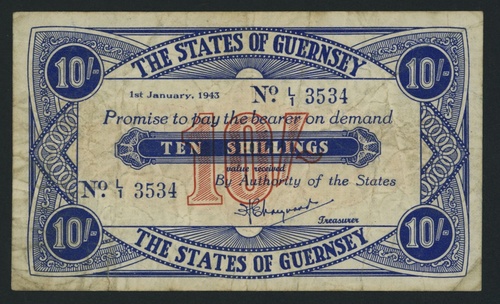 THE STATES OF GUERNSEY
10/- 10/-
1st January, 1943 No. L/1 3534
Promise to pay the bearer on demand
10/-
TEN SHILLINGS
value received
No. L/1 3534 By Authority of the States
Treasurer
10/- 10/-
THE STATES OF GUERNSEY